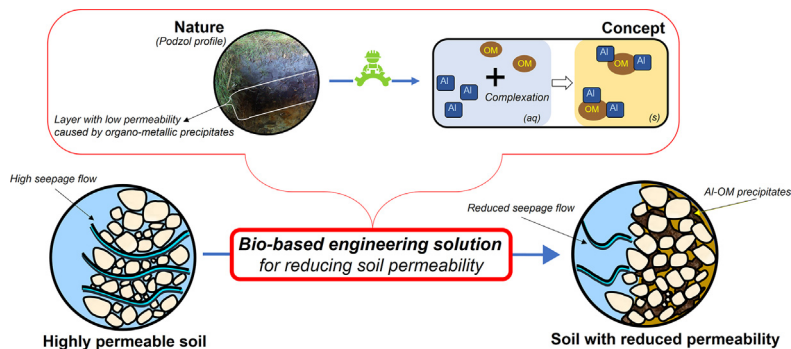 Nature
(Podzol profile)
Concept
Layer with low permeability
caused by organo-metallic precipitates
Al
Al
Al
OM
OM
+
Complexation
(aq)
Al
OM
Al
Al
OM
Al
(s)
High seepage flow
Reduced seepage flow
Al-OM precipitates
Bio-based engineering solution
for reducing soil permeability
Highly permeable soil
Soil with reduced permeability